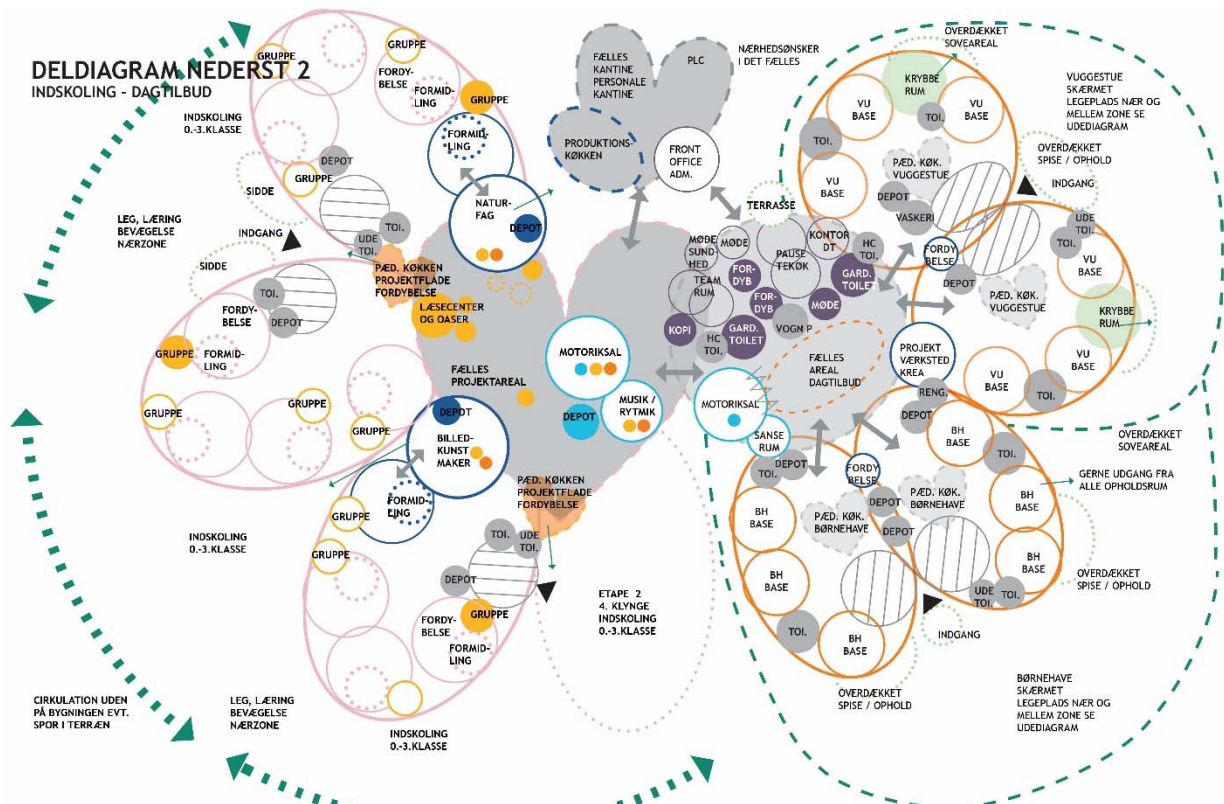 DELDIAGRAM NEDERST 2
INDSKOLING - DAGTILBUD
INDSKOLING
0.-3.KLASSE
GRUPPE
GRUPPE
FORDY-
BELSE
FORMID-
LING
GRUPPE
FORMID-
LING
DEPOT
GRUPPE
SIDDE
NATUR-
FAG
DEPOT
LEG, LÆRING
BEVÆGELSE
NÆRZONE
INDGANG
UDE
TOI.
TOI.
SIDDE
PÆD. KØKKEN
PROJEKTFLADE
FORDYBELSE
LÆSECENTER
OG OASER
FORDY-
BELSE
TOI.
DEPOT
GRUPPE
FORMID-
LING
GRUPPE
GRUPPE
GRUPPE
FÆLLES
PROJEKTAREAL
DEPOT
BILLED-
KUNST
MAKER
FORMID-
LING
GRUPPE
INDSKOLING
0.-3.KLASSE
GRUPPE
PÆD. KØKKEN
PROJEKTFLADE
FORDYBELSE
TOI.
UDE
TOI.
DEPOT
GRUPPE
FORDY-
BELSE
FORMID-
LING
ETAPE 2
4. KLYNGE
INDSKOLING
0.-3.KLASSE
CIRKULATION UDEN
PÅ BYGNINGEN EVT.
SPOR I TERRÆN
LEG, LÆRING
BEVÆGELSE
NÆRZONE
INDSKOLING
0.-3.KLASSE
FÆLLES
KANTINE
PERSONALE
KANTINE
PLC
NÆRHEDSØNSKER
I DET FÆLLES
PRODUKTIONS-
KØKKEN
FRONT
OFFICE
ADM.
TERRASSE
MØDE
SUND-
HED
MØDE
PAUSE
TEKØK
KONTOR
DT
HC
TOI.
TEAM
RUM
FOR-
DYB
GARD.
TOILET
FOR-
DYB
MØDE
KOPI
GARD.
TOILET
VOGN P
HC
TOI.
MOTORIKSAL
FÆLLES
AREAL
DAGTILBUD
DEPOT
MUSIK /
RYTMIK
MOTORIKSAL
SANSE
RUM
PROJEKT
VÆRKSTED
KREA
OVERDÆKKET
SOVEAREAL
KRYBBE
RUM
VU
BASE
VU
BASE
TOI.
TOI.
VU
BASE
PÆD. KØK.
VUGGESTUE
DEPOT
VASKERI
VUGGESTUE
SKÆRMET
LEGEPLADS NÆR OG
MELLEM ZONE SE
UDEDIAGRAM
OVERDÆKKET
SPISE / OPHOLD
INDGANG
UDE
TOI.
TOI.
FORDY
BELSE
VU
BASE
DEPOT
PÆD. KØK.
VUGGESTUE
KRYBBE
RUM
VU
BASE
VU
BASE
TOI.
RENG.
DEPOT
BH
BASE
TOI.
OVERDÆKKET
SOVEAREAL
GERNE UDGANG FRA
ALLE OPHOLDSRUM
BH
BASE
TOI.
DEPOT
FORDY
BELSE
PÆD. KØK.
BØRNEHAVE
PÆD. KØK.
BØRNEHAVE
DEPOT
DEPOT
BH
BASE
BH
BASE
BH
BASE
OVERDÆKKET
SPISE / OPHOLD
UDE
TOI.
TOI.
TOI.
BH
BASE
INDGANG
OVERDÆKKET
SPISE / OPHOLD
BØRNEHAVE
SKÆRMET
LEGEPLADS NÆR OG
MELLEM ZONE SE
UDEDIAGRAM